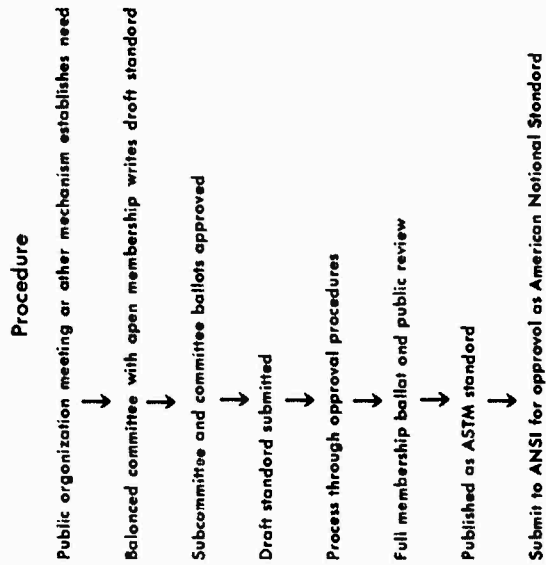 Procedure
Public organization meeting or other mechanism establishes need
Balanced committee with open membership writes draft standard
Subcommittee and committee ballots approved
Draft standard submitted
Process through approval procedures
Full membership ballot and public review
Published as ASTM standard
Submit to ANSI for approval as American National Standard